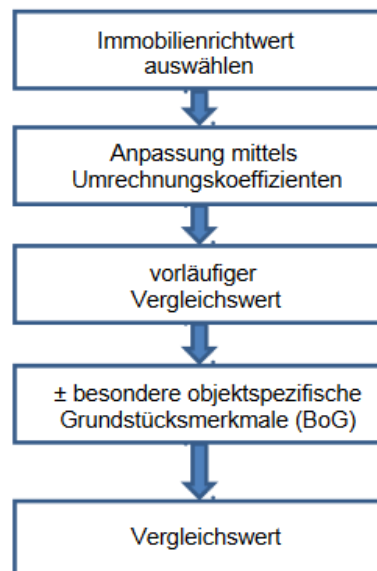 Immobilienrichtwert
auswählen
Anpassung mittels
Umrechnungskoeffizienten
vorläufiger
Vergleichswert
± besondere objektspezifische
Grundstücksmerkmale (BoG)
Vergleichswert